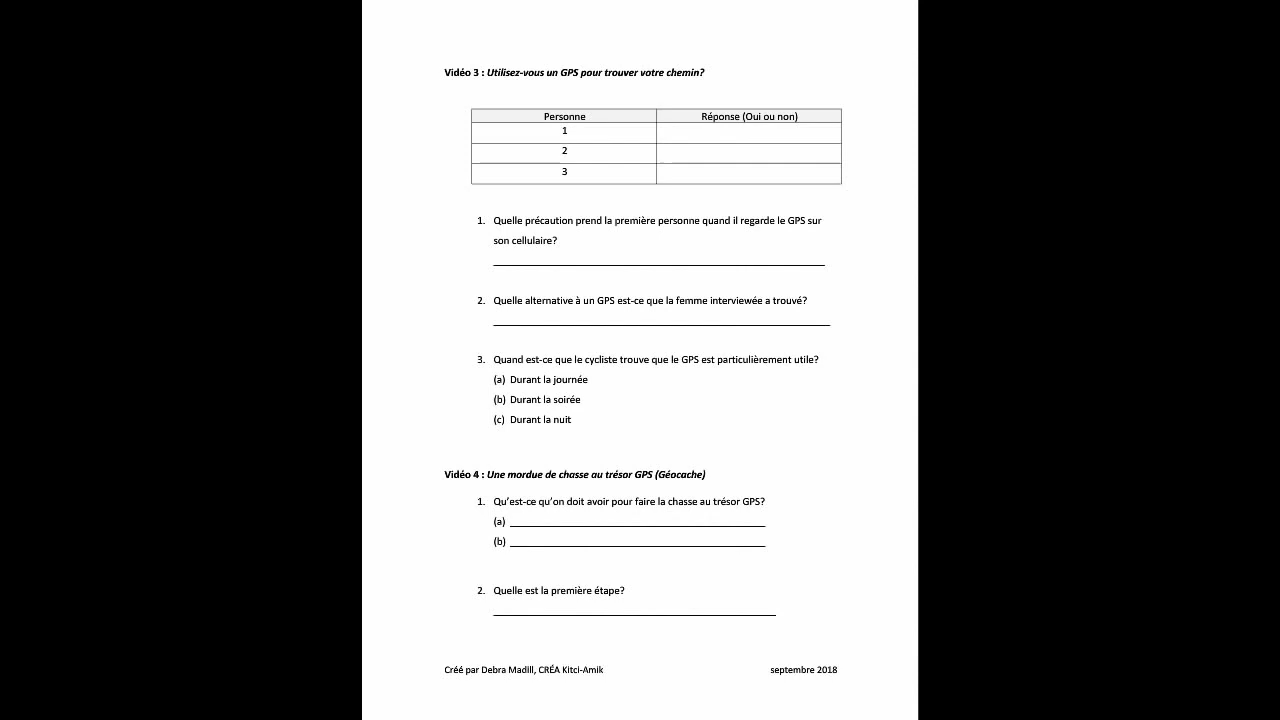 Vidéo 3 : Utilisez-vous un GPS pour trouver votre chemin?
Personne Réponse (Oui ou non)
1
2
3
1. Quelle précaution prend la première personne quand il regarde le GPS sur
son cellulaire?
2. Quelle alternative à un GPS est-ce que la femme interviewée a trouvé?
3. Quand est-ce que le cycliste trouve que le GPS est particulièrement utile?
(a) Durant la journée
(b) Durant la soirée
(c) Durant la nuit
Vidéo 4 : Une mordue de chasse au trésor GPS (Géocache)
1. Qu’est-ce qu’on doit avoir pour faire la chasse au trésor GPS?
(a)
(b)
2. Quelle est la première étape?
Créé par Debra Madill, CRÉA Kitci-Amik septembre 2018